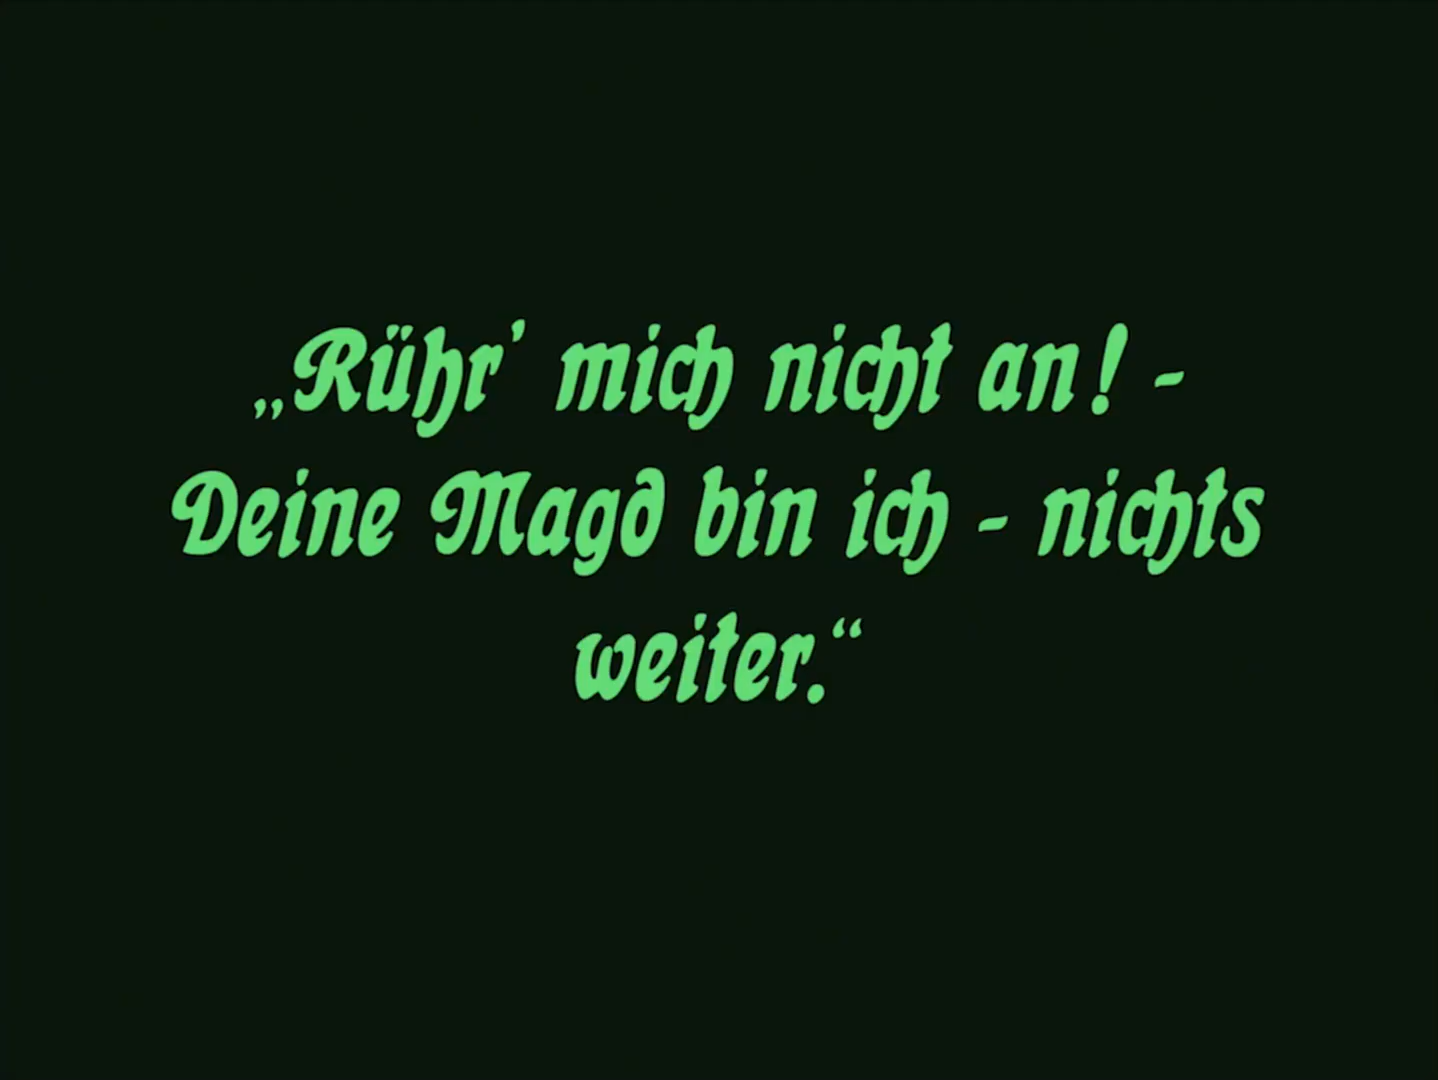 „Rühr’ mich nicht an! -
Deine Magd bin ich - nichts
weiter.“